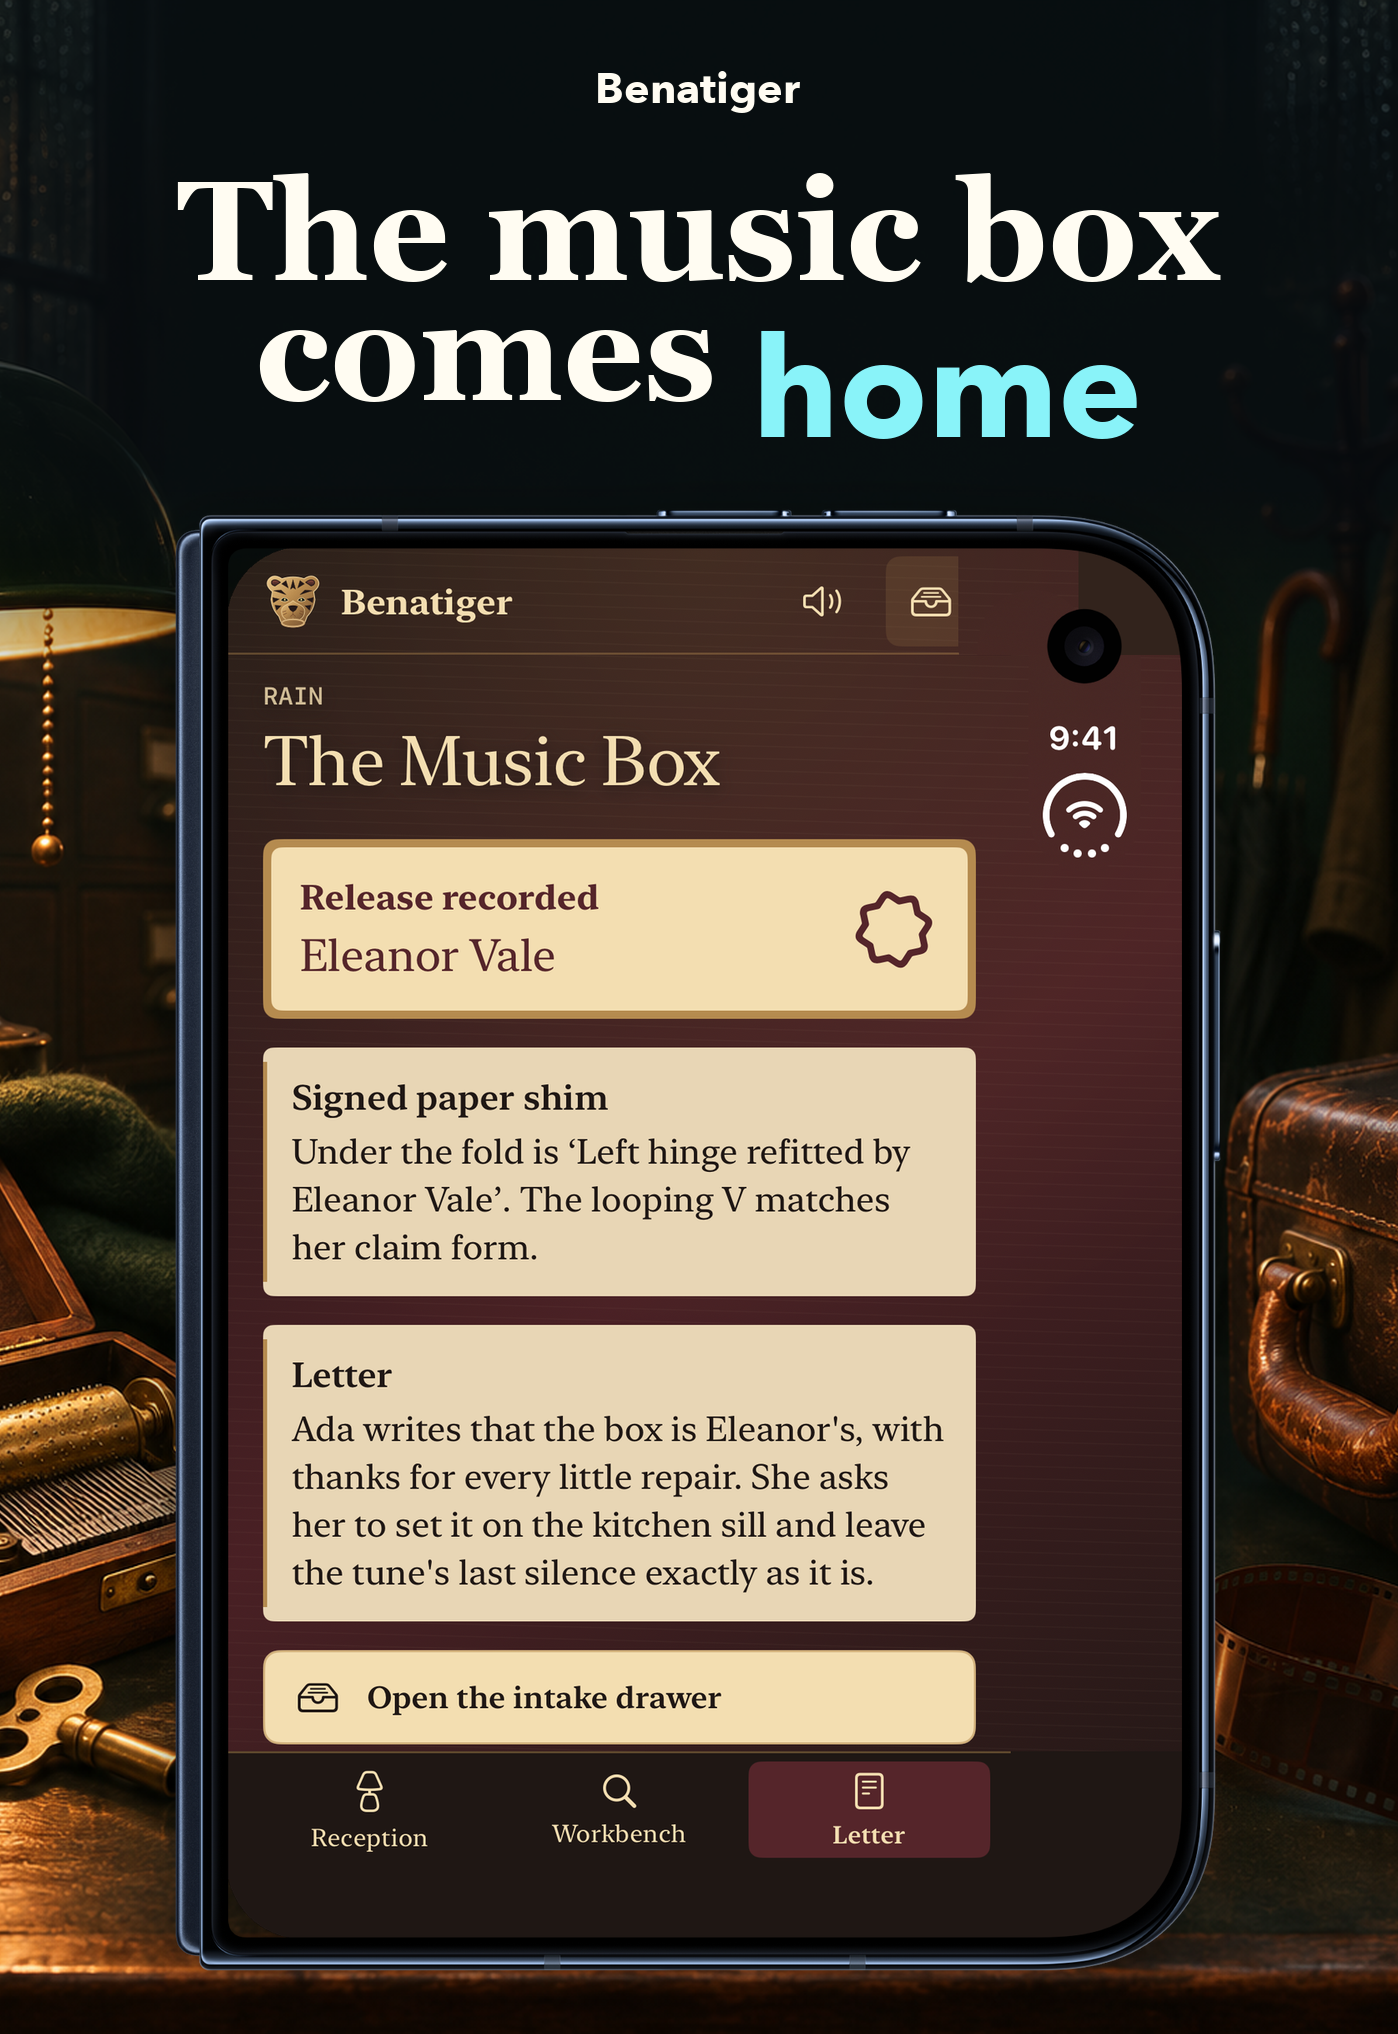 Benatiger
The music box
comes home
Benatiger
9:41
RAIN
The Music Box
Release recorded
Eleanor Vale
Signed paper shim
Under the fold is ‘Left hinge refitted by
Eleanor Vale’. The looping V matches
her claim form.
Letter
Ada writes that the box is Eleanor's, with
thanks for every little repair. She asks
her to set it on the kitchen sill and leave
the tune's last silence exactly as it is.
Open the intake drawer
Reception
Workbench
Letter